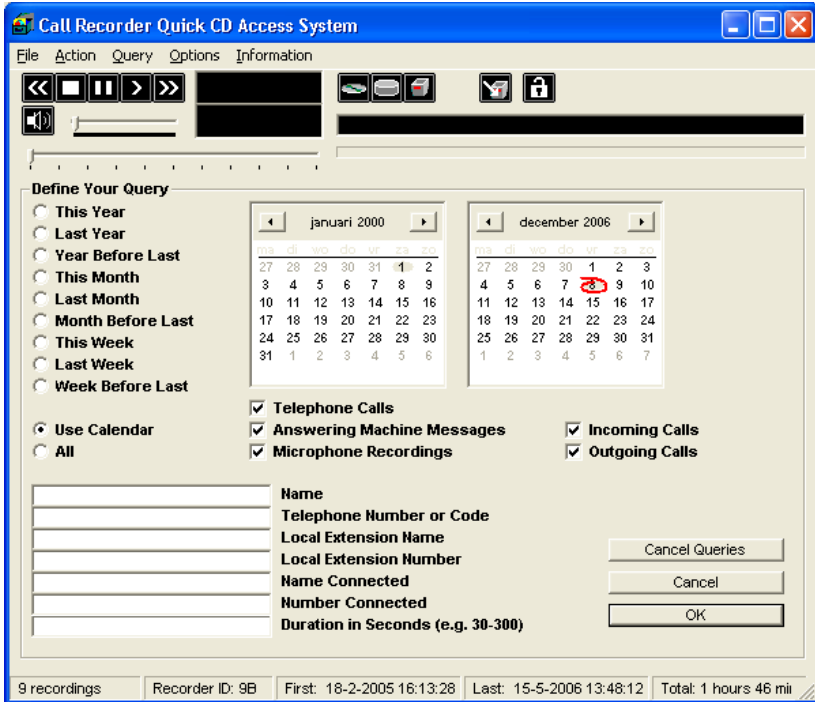 Call Recorder Quick CD Access System
File Action Query Options Information
Define Your Query
This Year
Last Year
Year Before Last
This Month
Last Month
Month Before Last
This Week
Last Week
Week Before Last
Use Calendar
All
januari 2000
ma di wo do vr za zo
27 28 29 30 31 1 2
3 4 5 6 7 8 9
10 11 12 13 14 15 16
17 18 19 20 21 22 23
24 25 26 27 28 29 30
31 1 2 3 4 5 6
december 2006
ma di wo do vr za zo
27 28 29 30 1 2 3
4 5 6 7 8 9 10
11 12 13 14 15 16 17
18 19 20 21 22 23 24
25 26 27 28 29 30 31
1 2 3 4 5 6 7
Telephone Calls
Answering Machine Messages
Microphone Recordings
Incoming Calls
Outgoing Calls
Name
Telephone Number or Code
Local Extension Name
Local Extension Number
Name Connected
Number Connected
Duration in Seconds (e.g. 30-300)
Cancel Queries
Cancel
OK
9 recordings Recorder ID: 9B First: 18-2-2005 16:13:28 Last: 15-5-2006 13:48:12 Total: 1 hours 46 mi